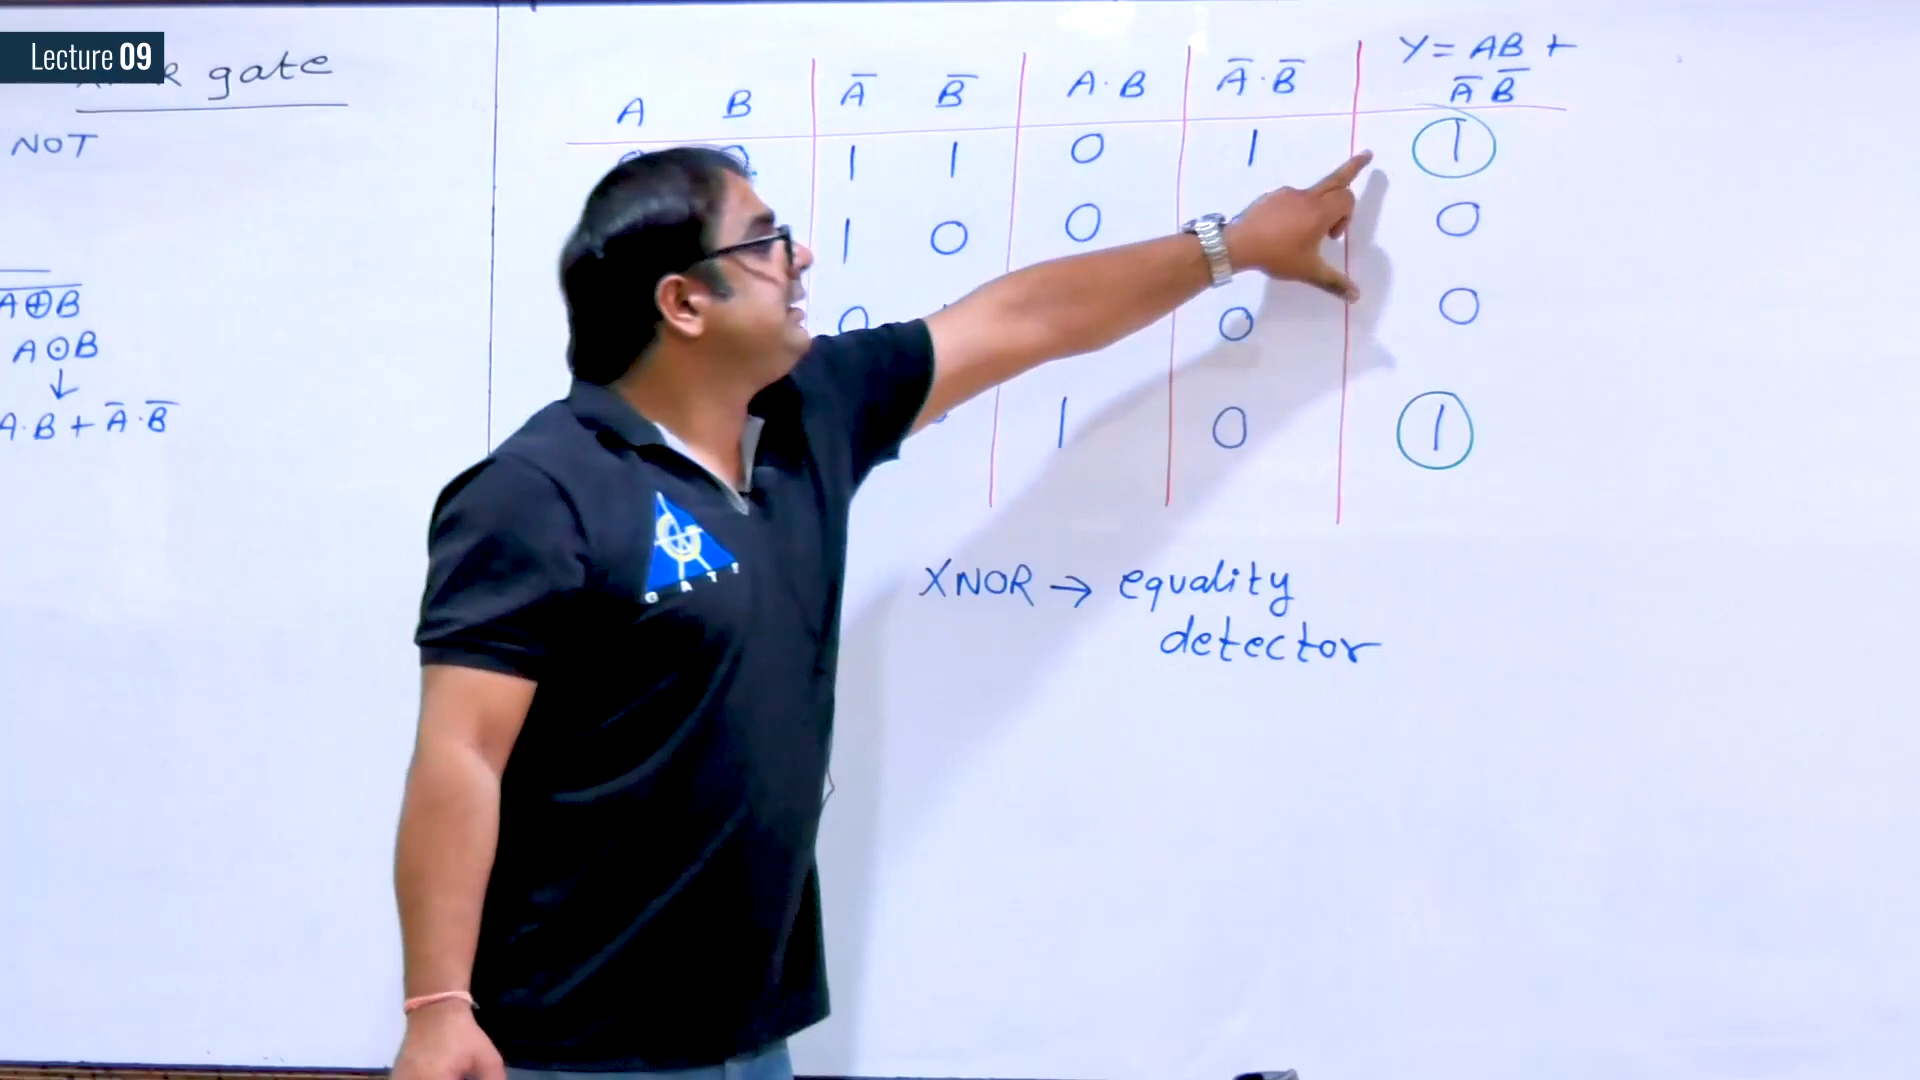 Lecture 09
gate
NOT
A⊕B
A⊙B
↓
A·B + A̅·B̅
A B A̅ B̅ A·B A̅·B̅ Y = AB +
A̅ B̅
1 1 0 1 1
1 0 0 0
0 0 0
1 0 1
XNOR → equality
detector
GATE